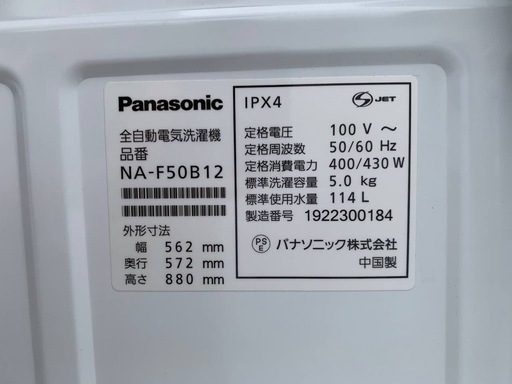 Panasonic
全自動電気洗濯機
品番
NA-F50B12
外形寸法
幅 562 mm
奥行 572 mm
高さ 880 mm
IPX4
S JET
定格電圧 100 V ～
定格周波数 50/60 Hz
定格消費電力 400/430 W
標準洗濯容量 5.0 kg
標準使用水量 114 L
製造番号 1922300184
PSE パナソニック株式会社
中国製